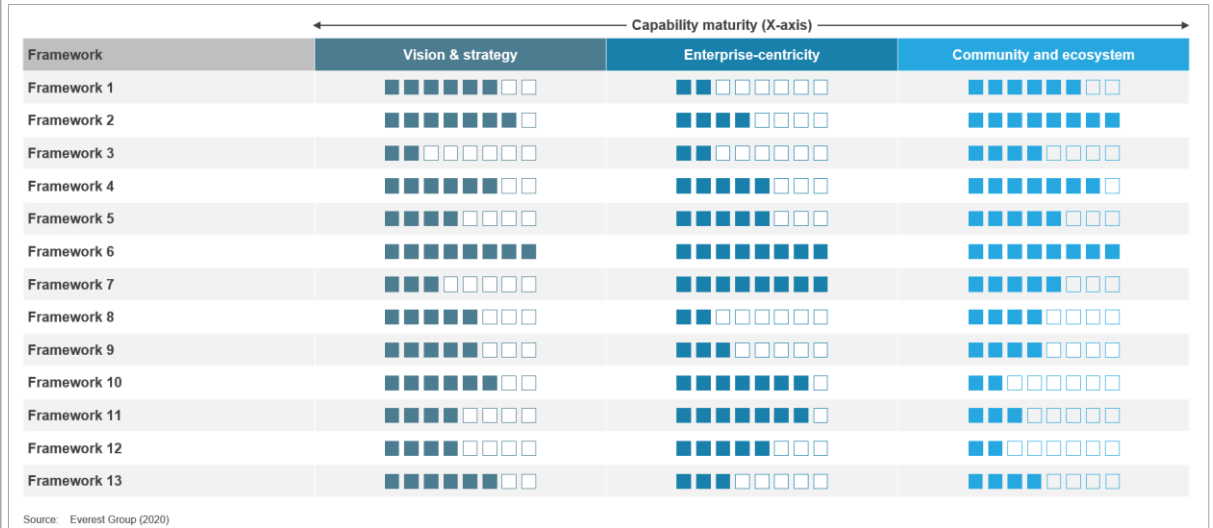 Capability maturity (X-axis)
Framework Vision & strategy Enterprise-centricity Community and ecosystem
Framework 1
Framework 2
Framework 3
Framework 4
Framework 5
Framework 6
Framework 7
Framework 8
Framework 9
Framework 10
Framework 11
Framework 12
Framework 13
Source: Everest Group (2020)